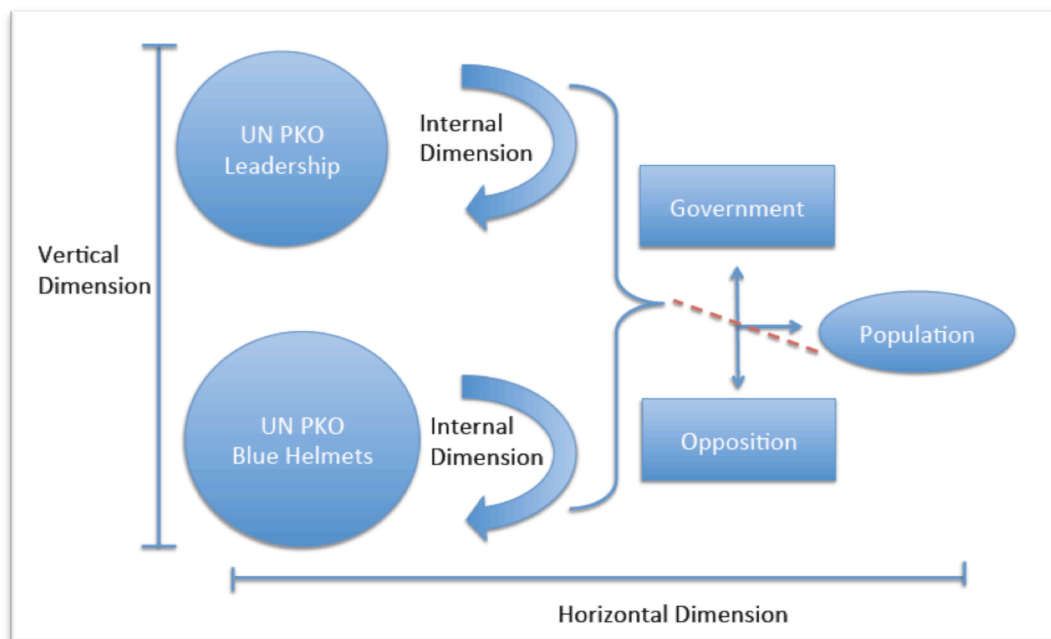 UN PKO
Leadership
Internal
Dimension
Government
Vertical
Dimension
Population
UN PKO
Blue Helmets
Internal
Dimension
Opposition
Horizontal Dimension